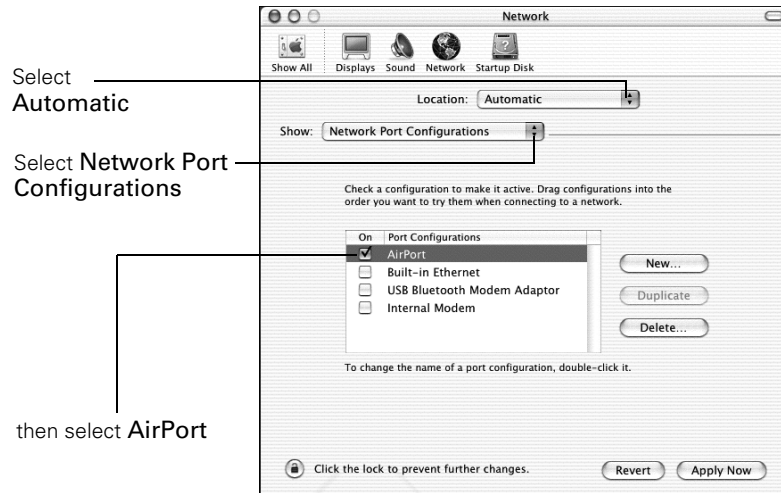 Network
Show All
Displays
Sound
Network
Startup Disk
Select
Automatic
Location: Automatic
Show: Network Port Configurations
Select Network Port
Configurations
Check a configuration to make it active. Drag configurations into the
order you want to try them when connecting to a network.
On Port Configurations
AirPort
Built-in Ethernet
USB Bluetooth Modem Adaptor
Internal Modem
New...
Duplicate
Delete...
To change the name of a port configuration, double-click it.
then select AirPort
Click the lock to prevent further changes.
Revert
Apply Now